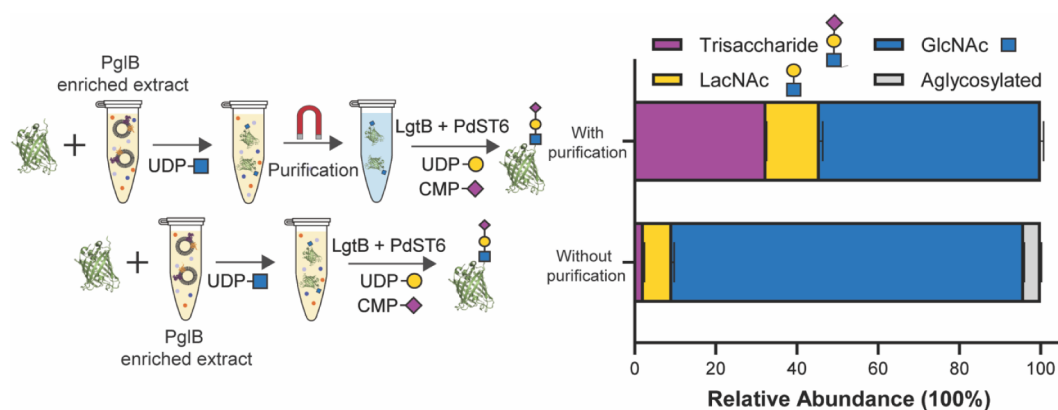 PglB
enriched extract
UDP
Purification
LgtB + PdST6
UDP
CMP
UDP
LgtB + PdST6
UDP
CMP
PglB
enriched extract
Trisaccharide
GlcNAc
LacNAc
Aglycosylated
With
purification
Without
purification
0 20 40 60 80 100
Relative Abundance (100%)